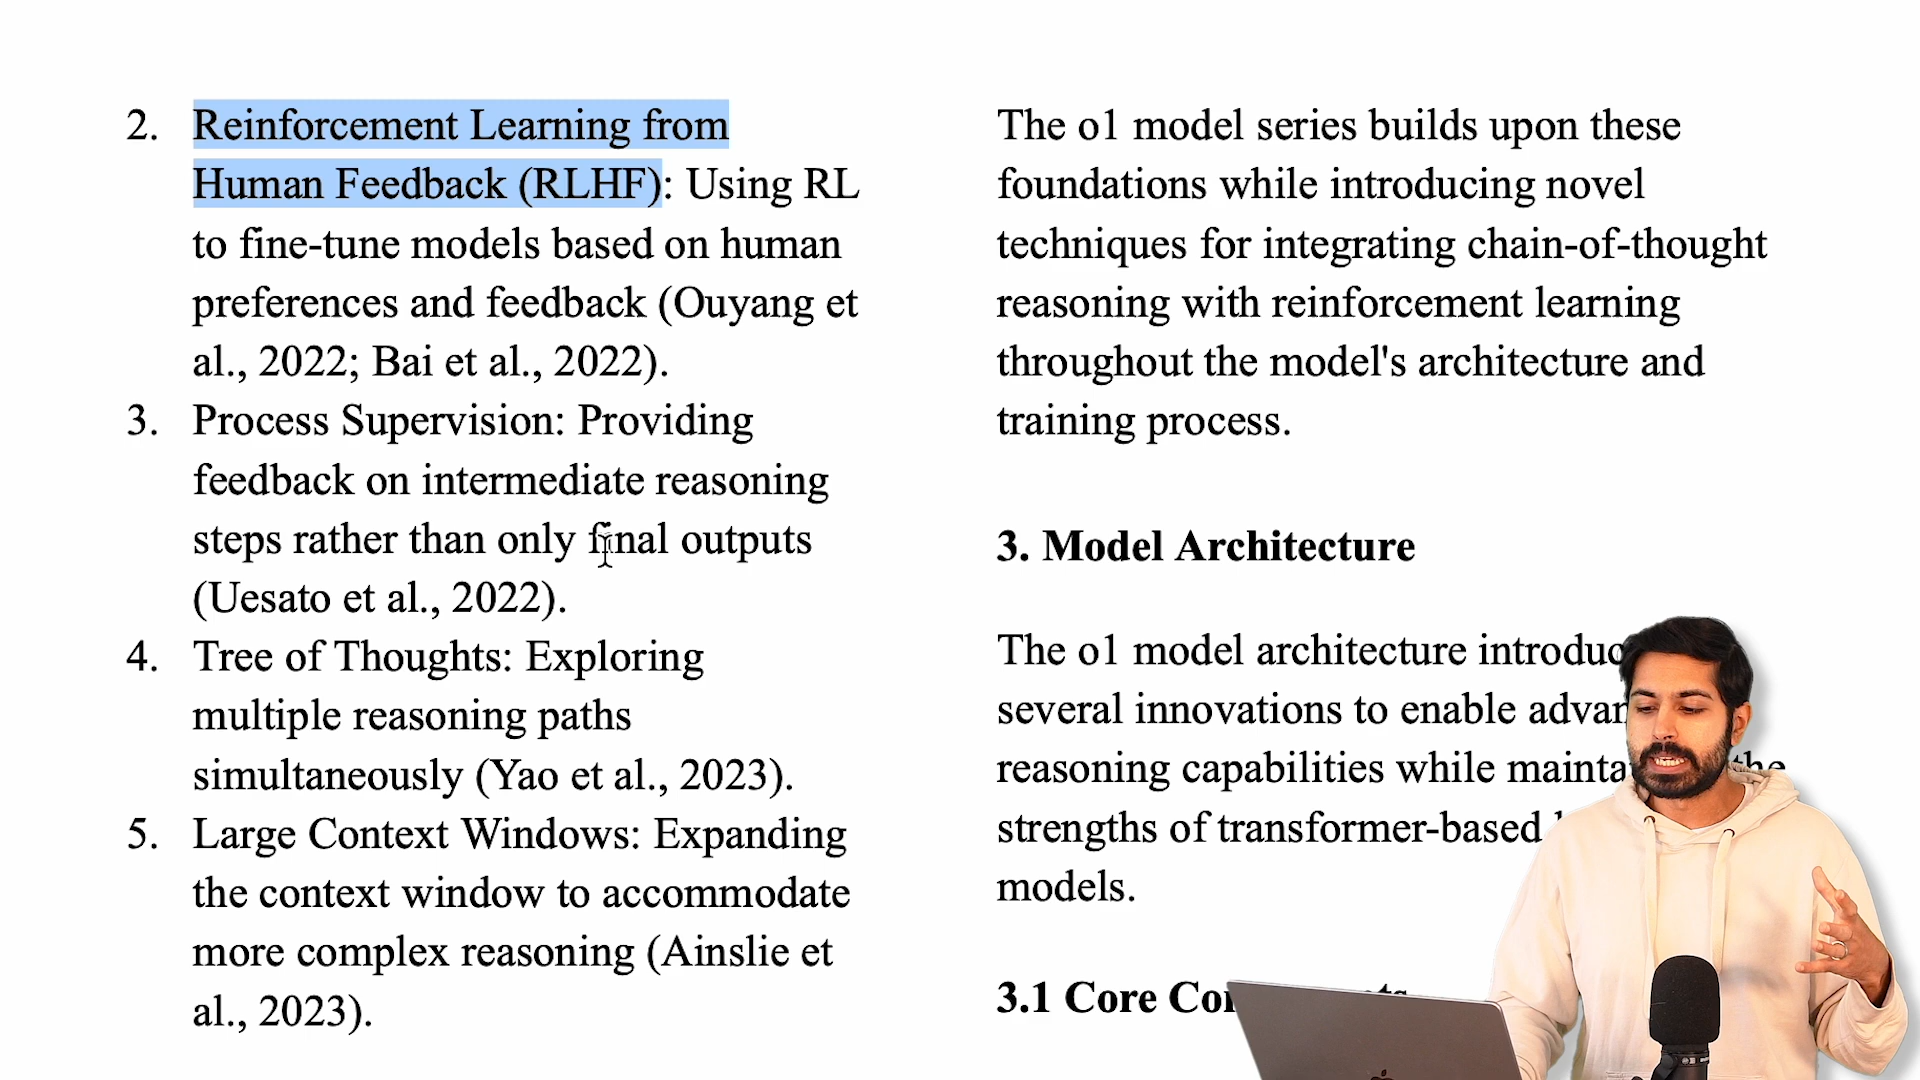 2. Reinforcement Learning from
Human Feedback (RLHF): Using RL
to fine-tune models based on human
preferences and feedback (Ouyang et
al., 2022; Bai et al., 2022).
3. Process Supervision: Providing
feedback on intermediate reasoning
steps rather than only final outputs
(Uesato et al., 2022).
4. Tree of Thoughts: Exploring
multiple reasoning paths
simultaneously (Yao et al., 2023).
5. Large Context Windows: Expanding
the context window to accommodate
more complex reasoning (Ainslie et
al., 2023).
The o1 model series builds upon these
foundations while introducing novel
techniques for integrating chain-of-thought
reasoning with reinforcement learning
throughout the model's architecture and
training process.
3. Model Architecture
The o1 model architecture
several innovations to enable
reasoning capabilities while the
strengths of transformer-based
models.
3.1 Core